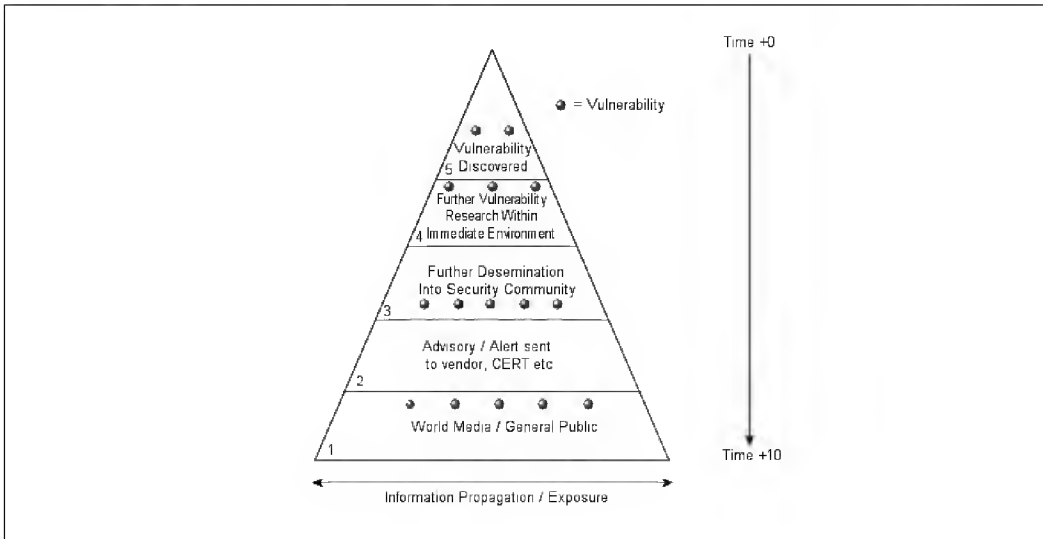 Time +0
= Vulnerability
Vulnerability
5 Discovered
Further Vulnerability
Research Within
4 Immediate Environment
Further Desemination
Into Security Community
3
Advisory / Alert sent
to vendor, CERT etc
2
World Media / General Public
1
Time +10
Information Propagation / Exposure